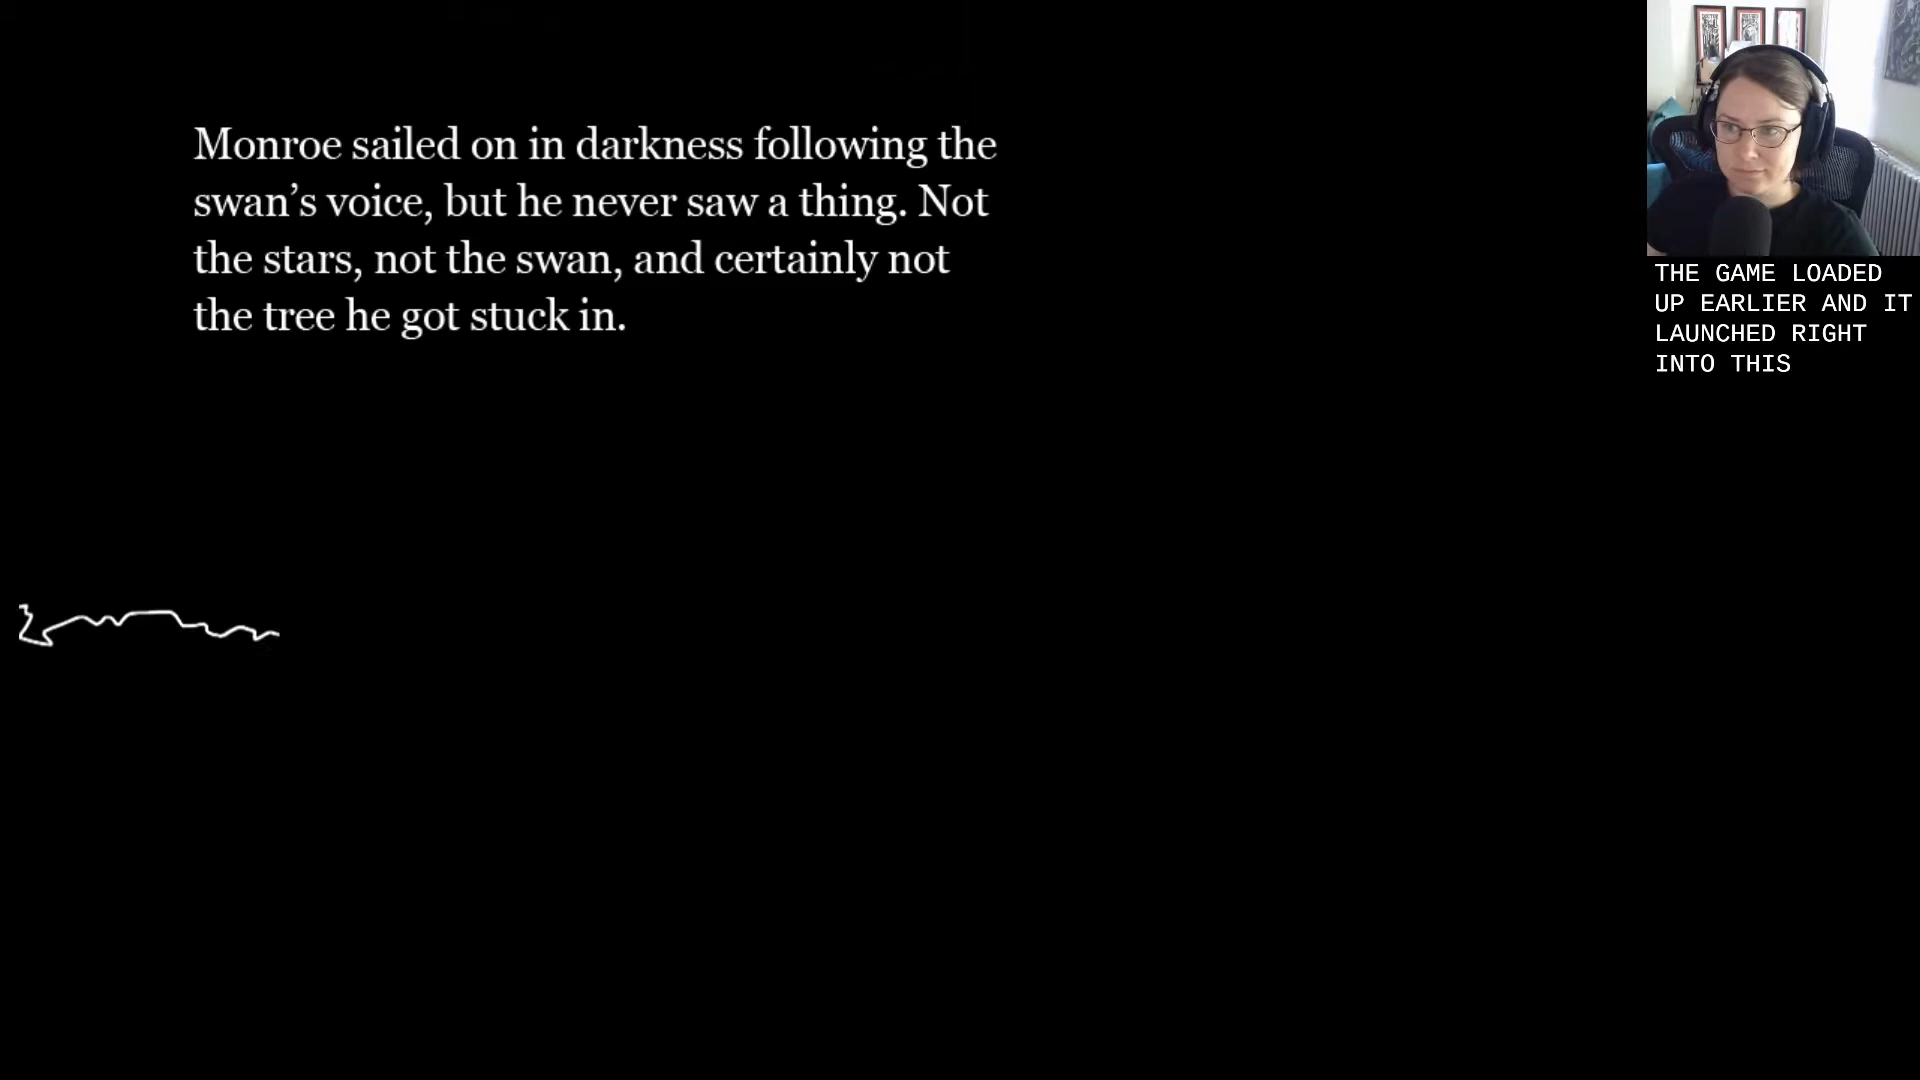 Monroe sailed on in darkness following the
swan’s voice, but he never saw a thing. Not
the stars, not the swan, and certainly not
the tree he got stuck in.
THE GAME LOADED
UP EARLIER AND IT
LAUNCHED RIGHT
INTO THIS